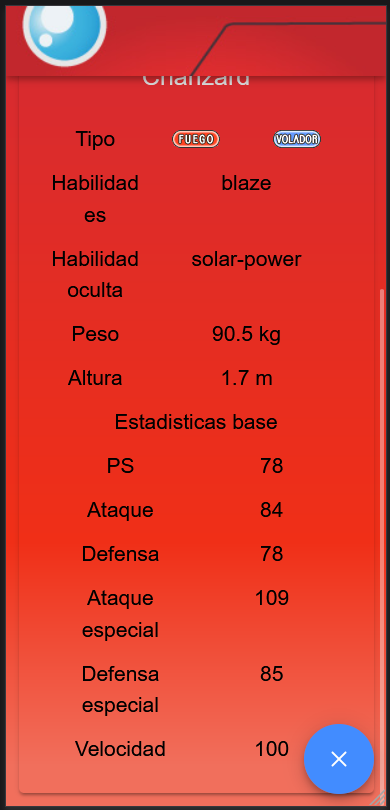 Charizard
Tipo FUEGO VOLADOR
Habilidad blaze
es
Habilidad solar-power
oculta
Peso 90.5 kg
Altura 1.7 m
Estadisticas base
PS 78
Ataque 84
Defensa 78
Ataque 109
especial
Defensa 85
especial
Velocidad 100